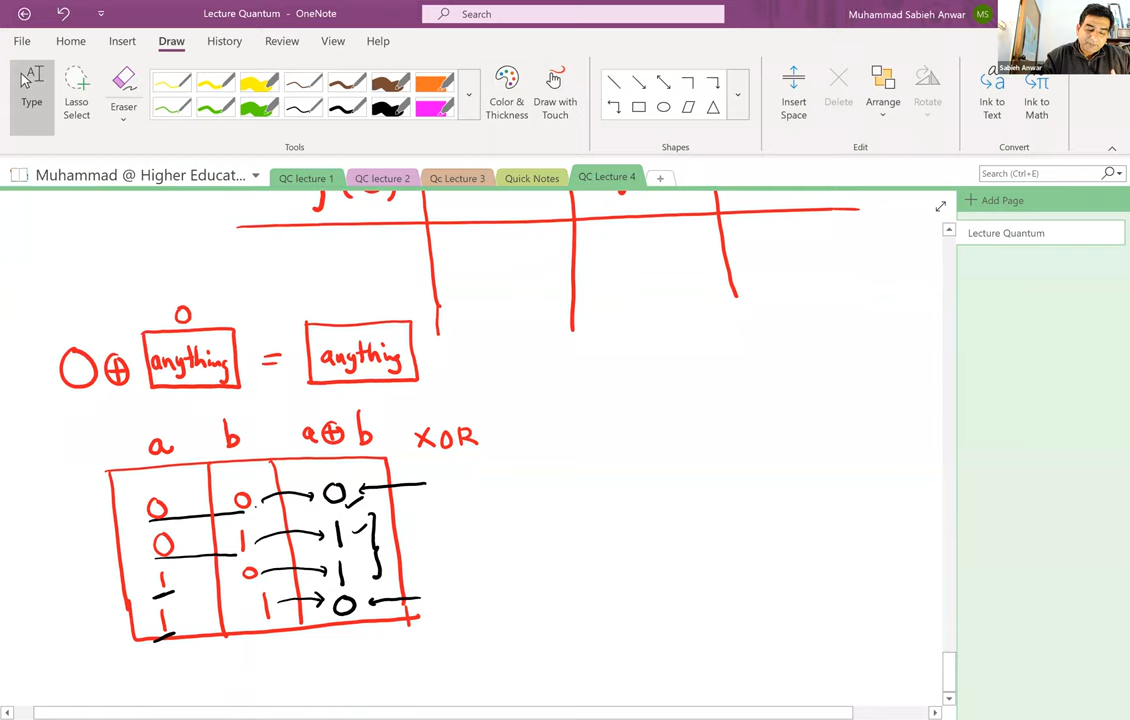 Lecture Quantum - OneNote
Search
Muhammad Sabieh Anwar MS
Sabieh Anwar
File Home Insert Draw History Review View Help
Type
Lasso Select
Eraser
Color & Thickness
Draw with Touch
Insert Space
Delete
Arrange
Rotate
Ink to Text
Ink to Math
Tools
Shapes
Edit
Convert
Muhammad @ Higher Educat...
QC lecture 1
QC lecture 2
Qc Lecture 3
Quick Notes
QC Lecture 4
Search (Ctrl+E)
Add Page
Lecture Quantum
0
0 ⊕ anything = anything
a b a ⊕ b XOR
0 0 → 0
0 1 → 1
1 0 → 1
1 1 → 0